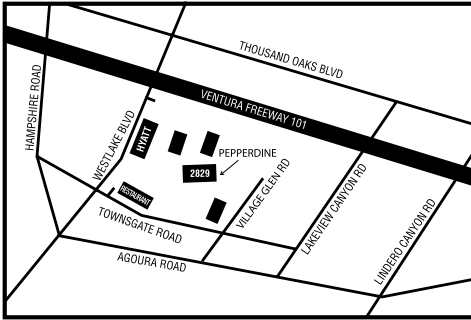 THOUSAND OAKS BLVD
HAMPSHIRE ROAD
VENTURA FREEWAY 101
WESTLAKE BLVD
HYATT
PEPPERDINE
2829
RESTAURANT
VILLAGE GLEN RD
LAKEVIEW CANYON RD
LINDERO CANYON RD
TOWNSGATE ROAD
AGOURA ROAD